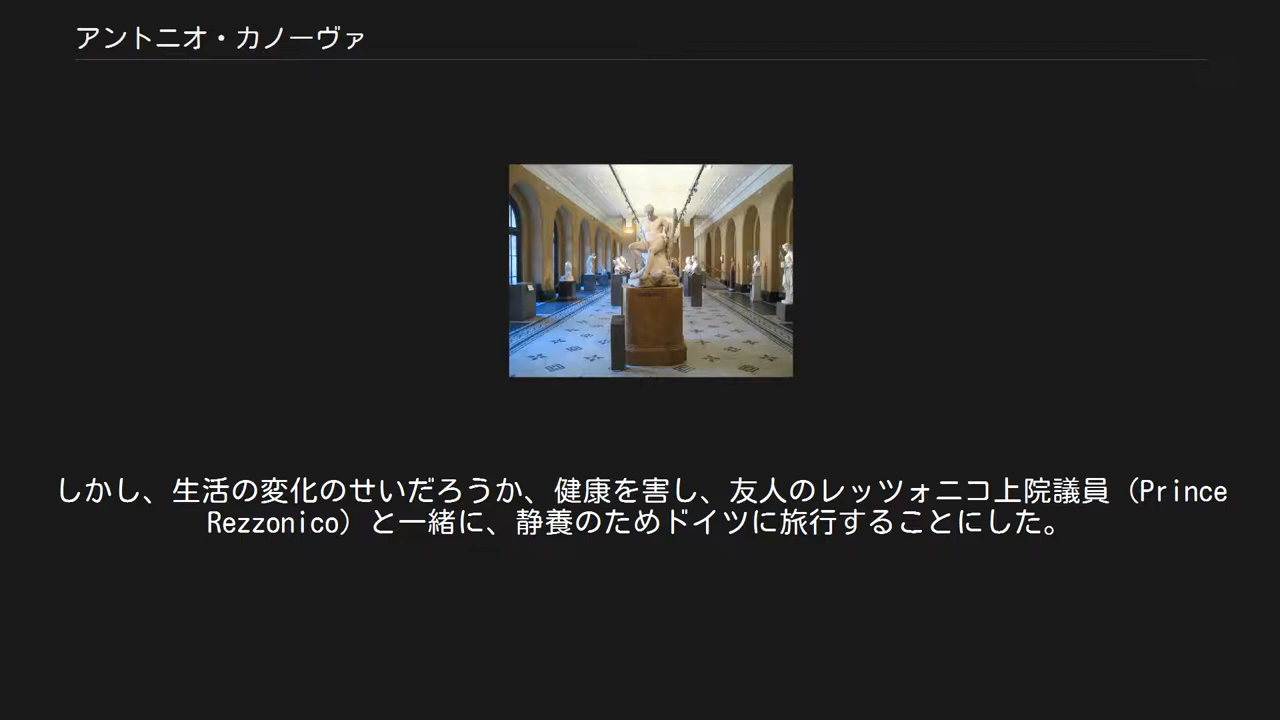 アントニオ・カノーヴァ
しかし、生活の変化のせいだろうか、健康を害し、友人のレッツォニコ上院議員（Prince
Rezzonico）と一緒に、静養のためドイツに旅行することにした。